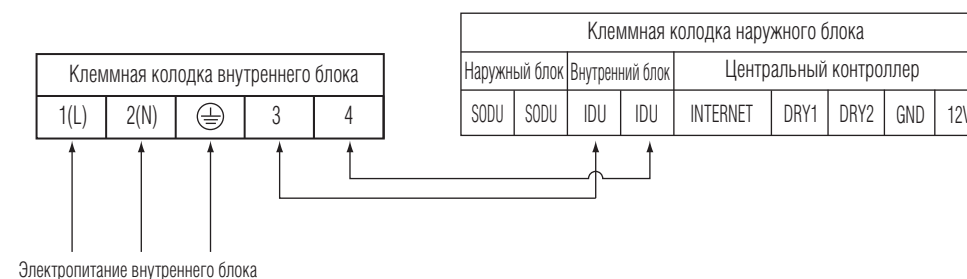 Клеммная колодка наружного блока
Клеммная колодка внутреннего блока
Наружный блок Внутренний блок Центральный контроллер
1(L) 2(N) 3 4
SODU SODU IDU IDU INTERNET DRY1 DRY2 GND 12V
Электропитание внутреннего блока